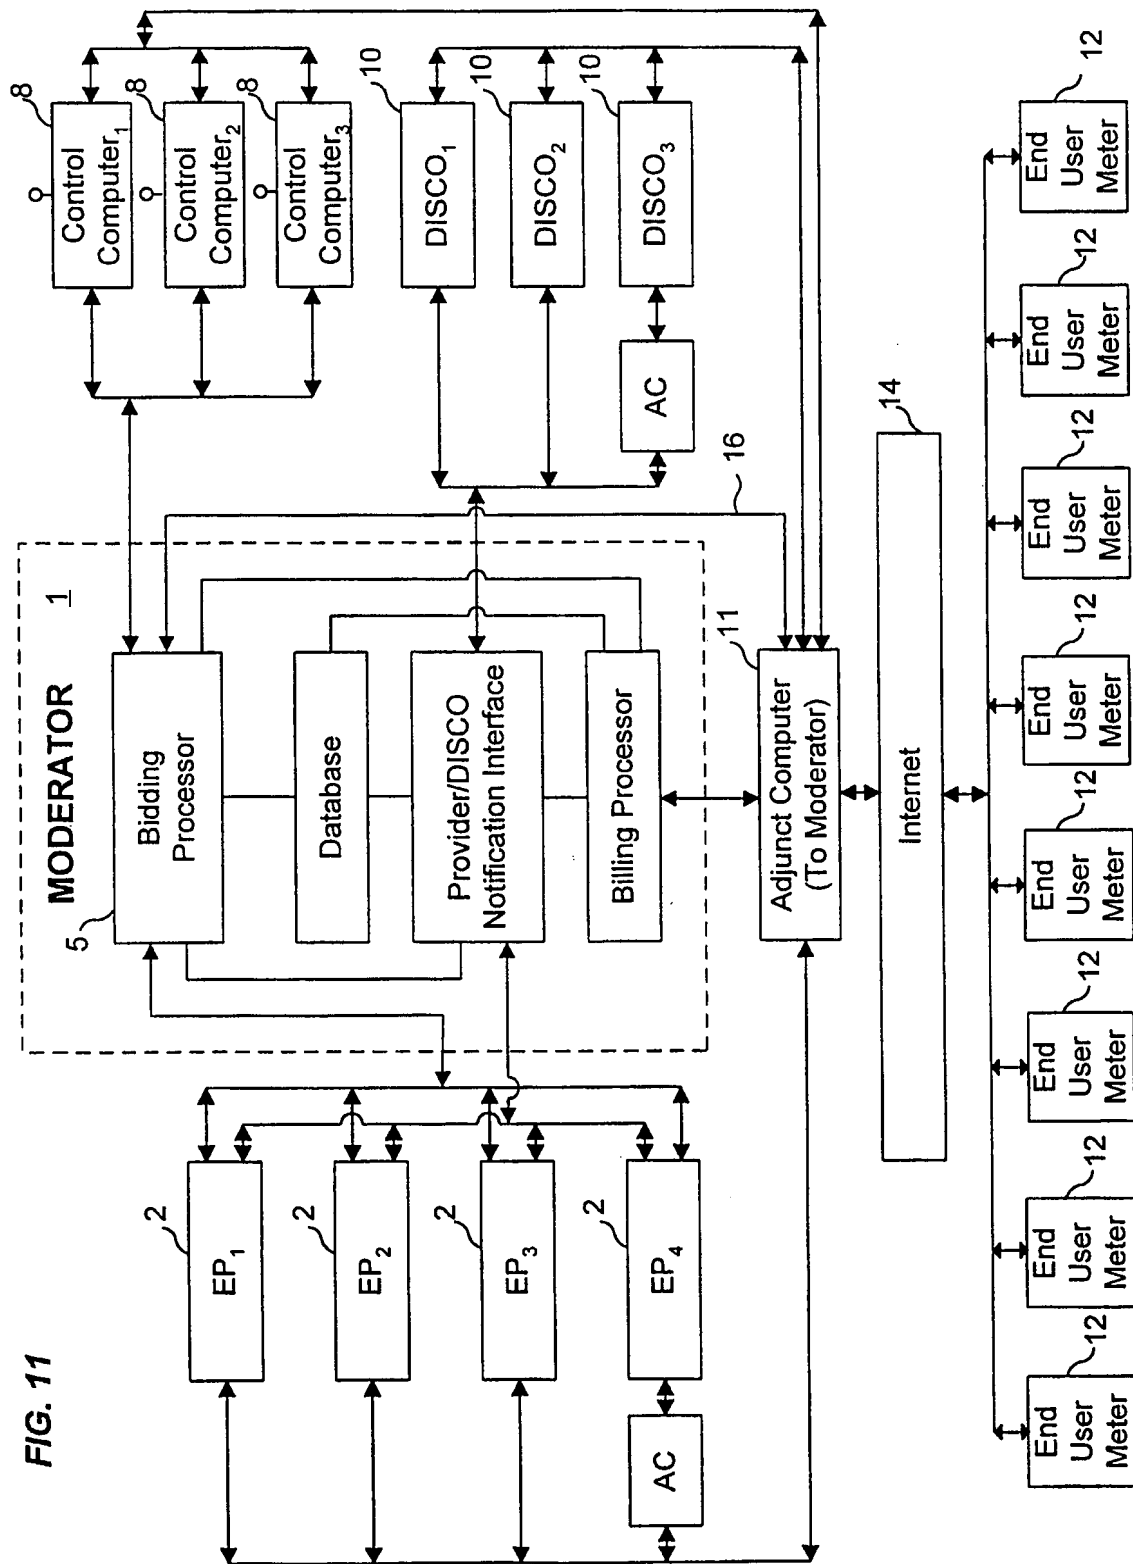 FIG. 11
MODERATOR
1
5
Bidding
Processor
Database
Provider/DISCO
Notification Interface
Billing Processor
2
EP1
2
EP2
2
EP3
2
EP4
AC
8
Control
Computer1
8
Control
Computer2
8
Control
Computer3
10
DISCO1
10
DISCO2
10
DISCO3
AC
16
11
Adjunct Computer
(To Moderator)
14
Internet
12
End
User
Meter
12
End
User
Meter
12
End
User
Meter
12
End
User
Meter
12
End
User
Meter
12
End
User
Meter
12
End
User
Meter
12
End
User
Meter